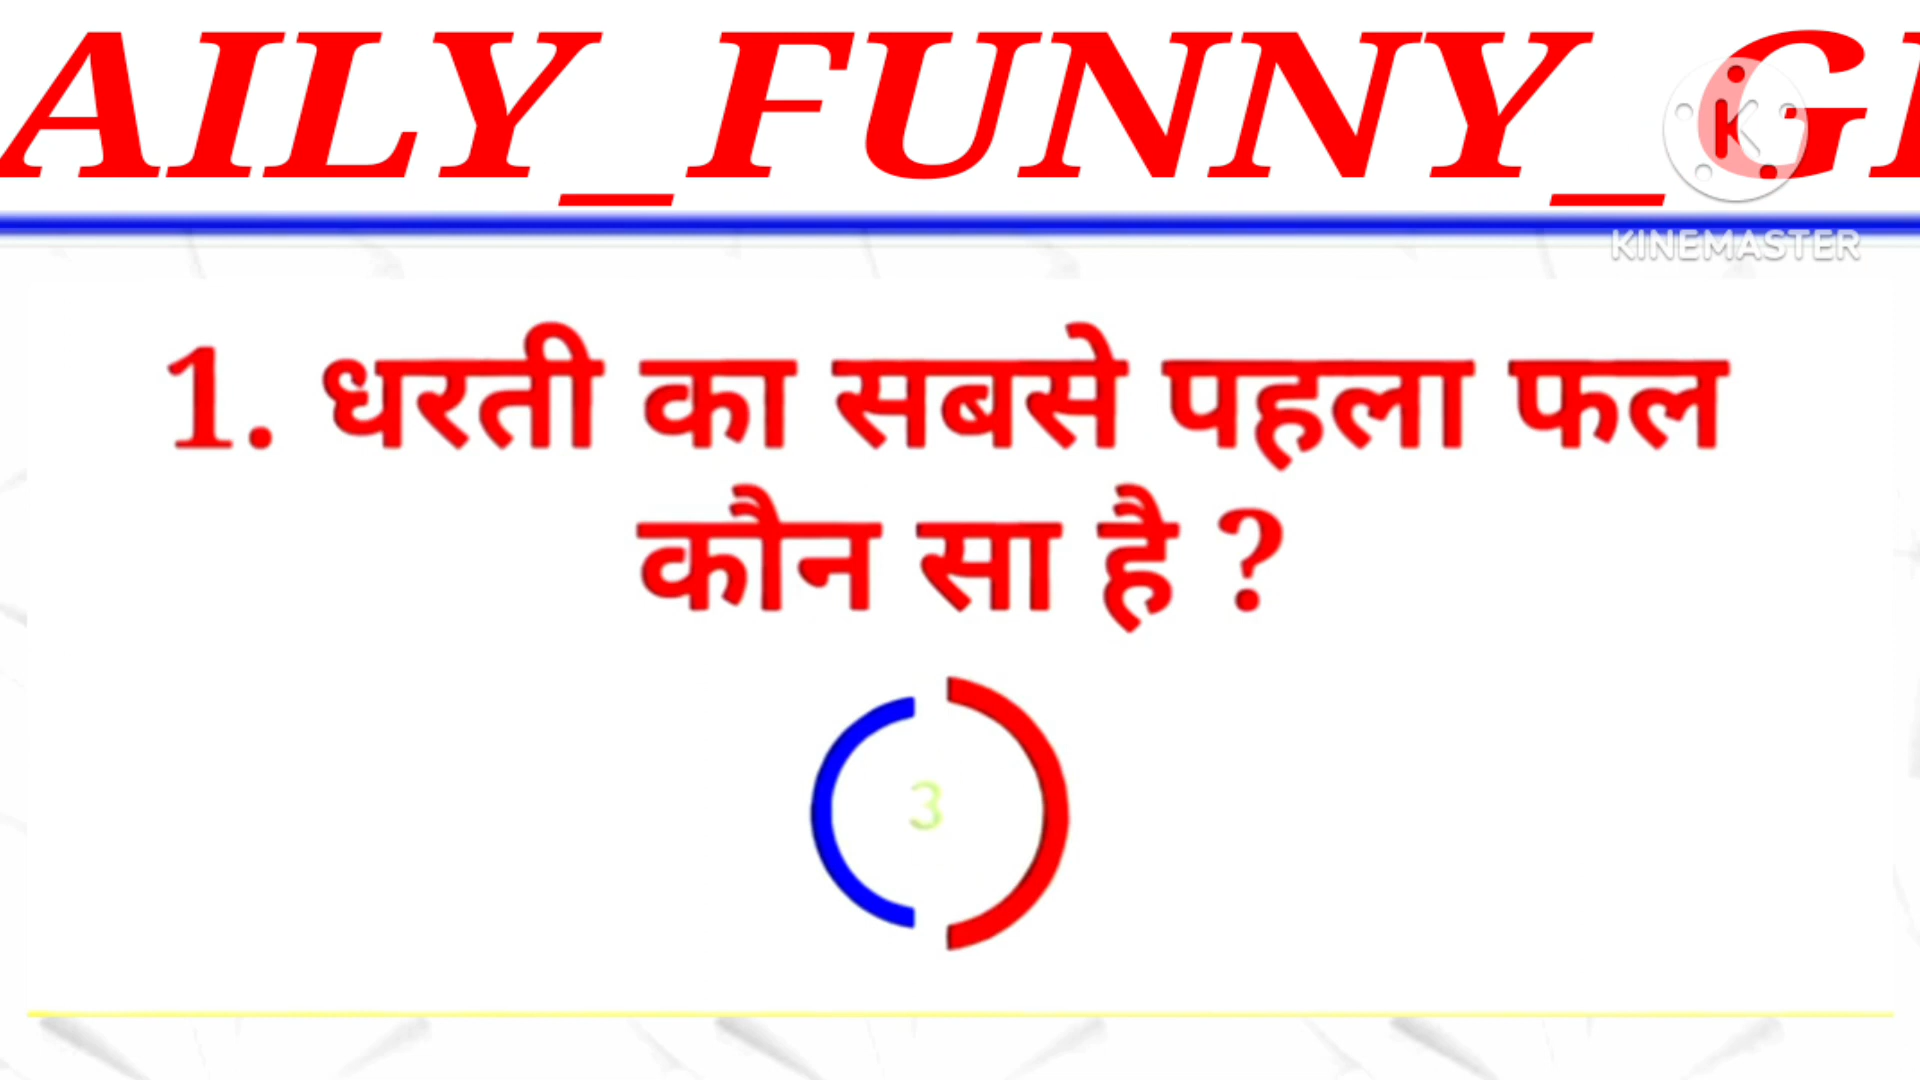 AILY_FUNNY_G
KINEMASTER
1. धरती का सबसे पहला फल
कौन सा है ?
3